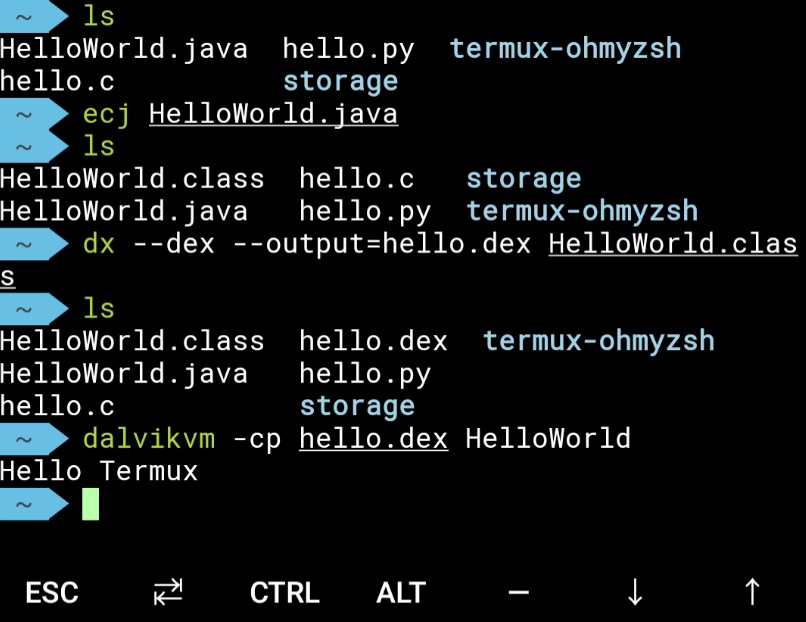 ~ ls
HelloWorld.java hello.py termux-ohmyzsh
hello.c storage
~ ecj HelloWorld.java
~ ls
HelloWorld.class hello.c storage
HelloWorld.java hello.py termux-ohmyzsh
~ dx --dex --output=hello.dex HelloWorld.clas
s
~ ls
HelloWorld.class hello.dex termux-ohmyzsh
HelloWorld.java hello.py
hello.c storage
~ dalvikvm -cp hello.dex HelloWorld
Hello Termux
~
ESC ⇄ CTRL ALT — ↓ ↑